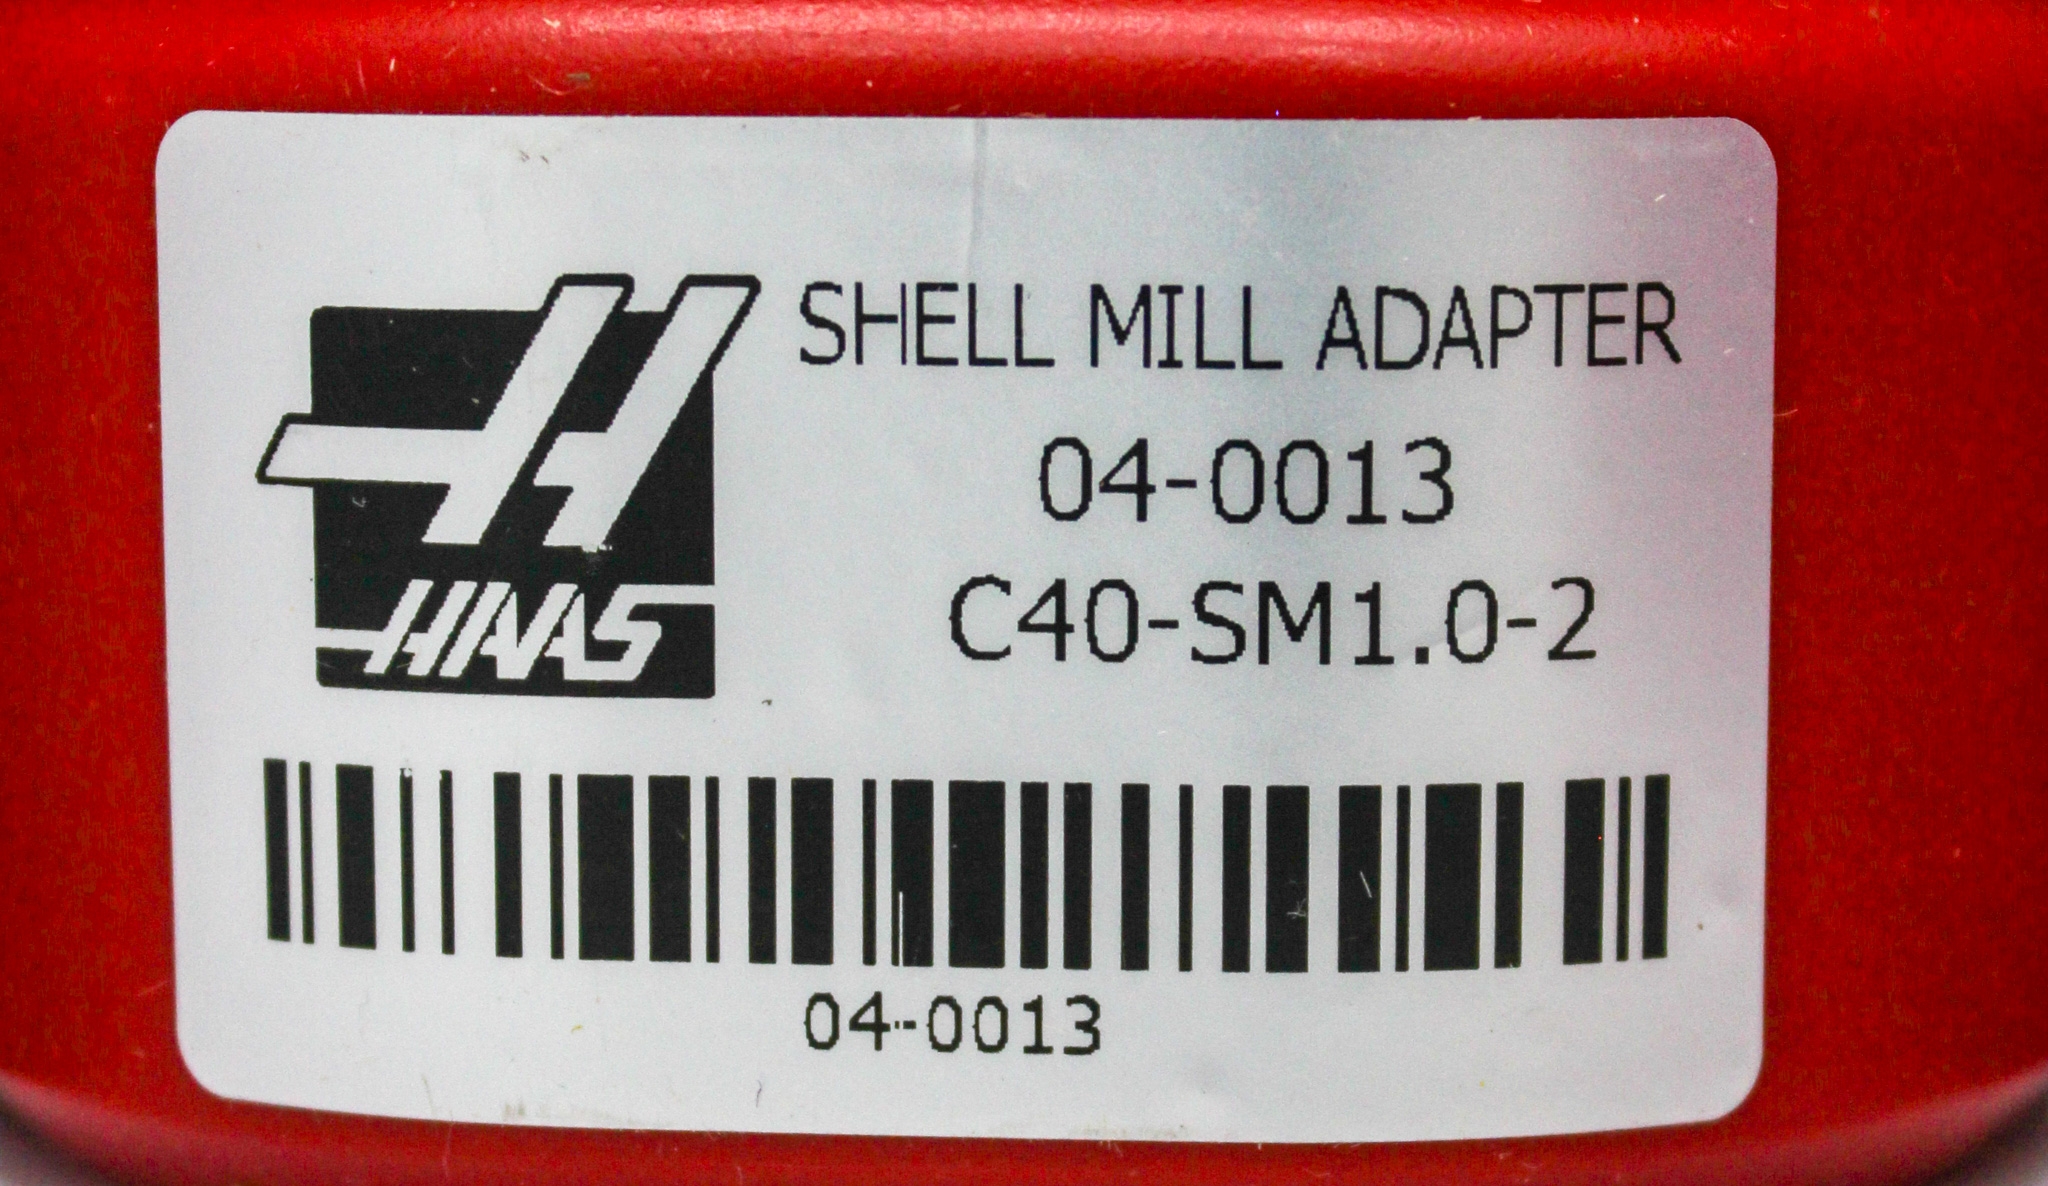 SHELL MILL ADAPTER
04-0013
C40-SM1.0-2
HAAS
04-0013